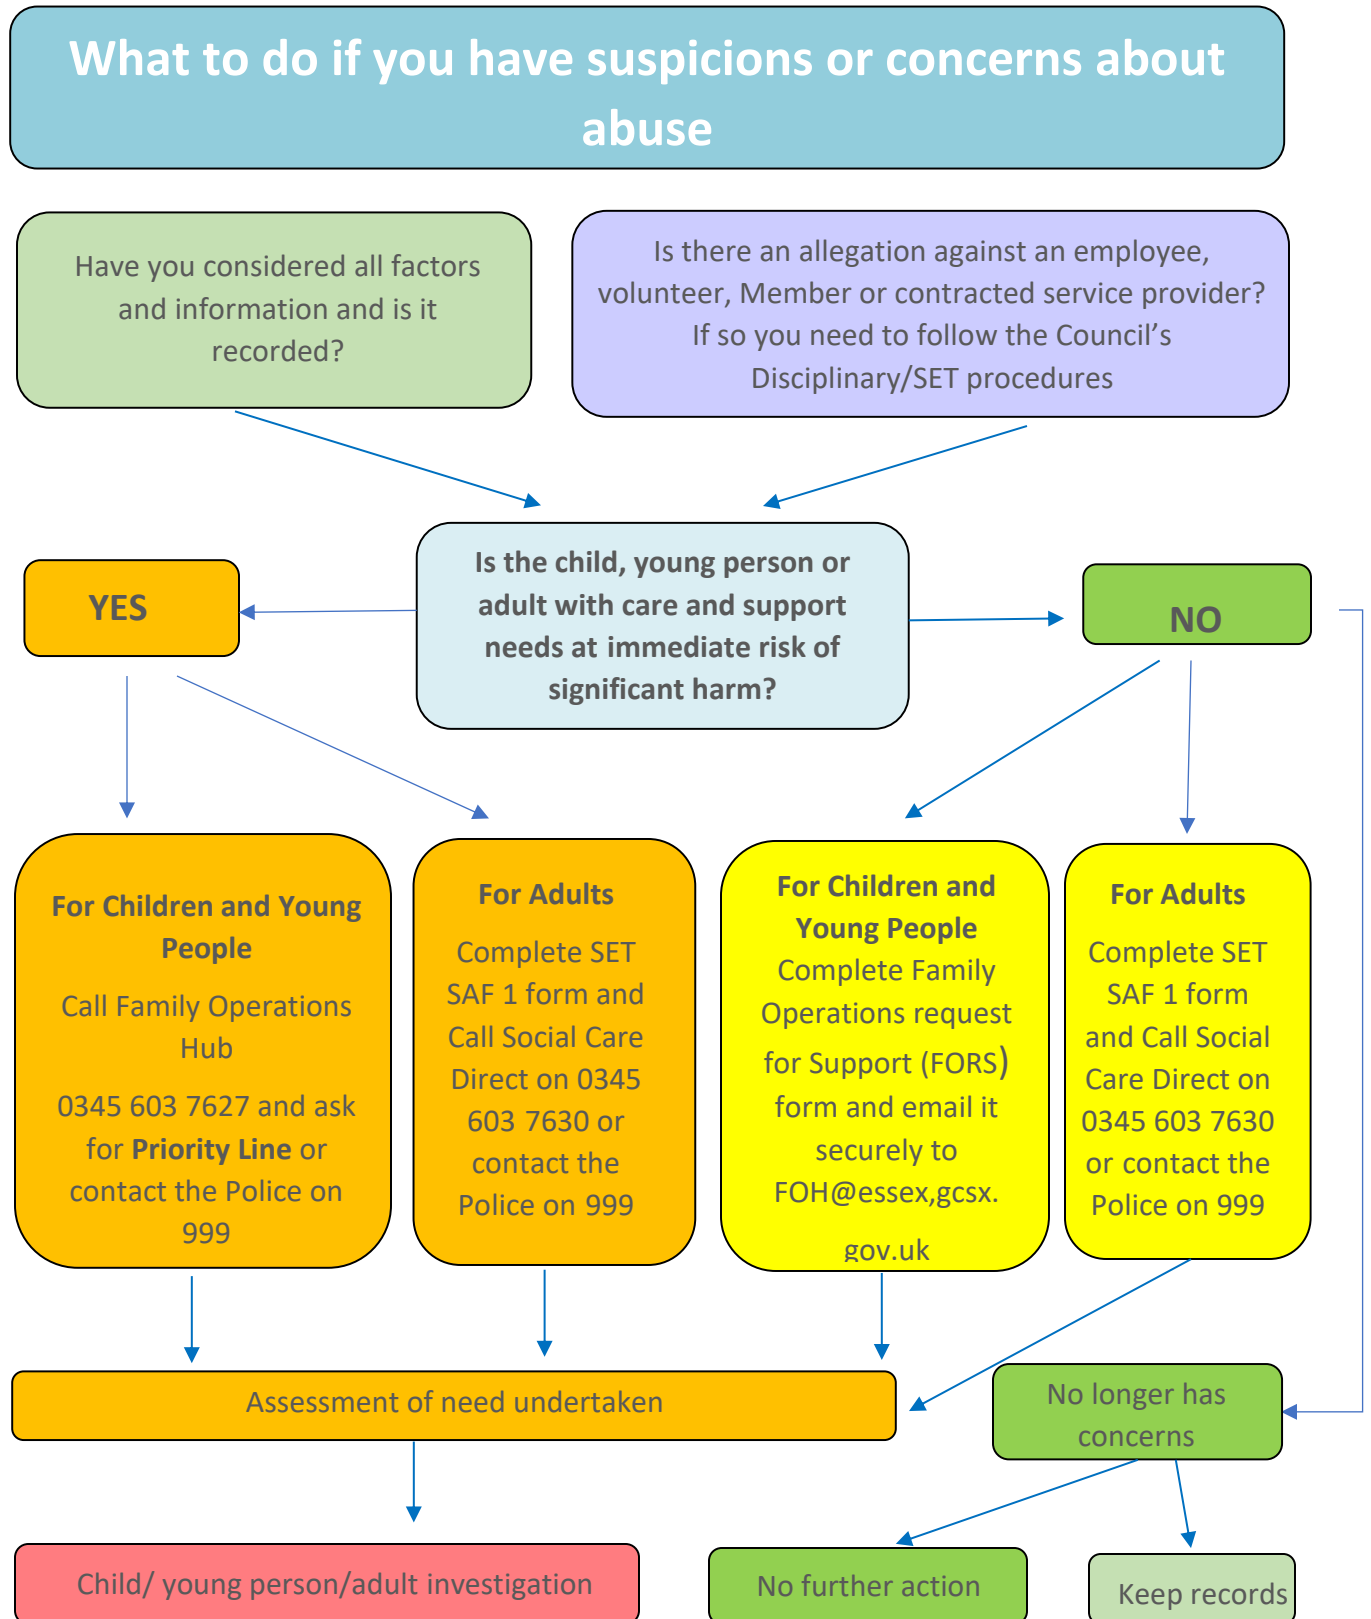 What to do if you have suspicions or concerns about
abuse
Have you considered all factors
and information and is it
recorded?
Is there an allegation against an employee,
volunteer, Member or contracted service provider?
If so you need to follow the Council’s
Disciplinary/SET procedures
Is the child, young person or
adult with care and support
needs at immediate risk of
significant harm?
YES
NO
For Children and Young
People
Call Family Operations
Hub
0345 603 7627 and ask
for Priority Line or
contact the Police on
999
For Adults
Complete SET
SAF 1 form and
Call Social Care
Direct on 0345
603 7630 or
contact the
Police on 999
For Children and
Young People
Complete Family
Operations request
for Support (FORS)
form and email it
securely to
FOH@essex,gcsx.
gov.uk
For Adults
Complete SET
SAF 1 form
and Call Social
Care Direct on
0345 603 7630
or contact the
Police on 999
Assessment of need undertaken
No longer has
concerns
Child/ young person/adult investigation
No further action
Keep records